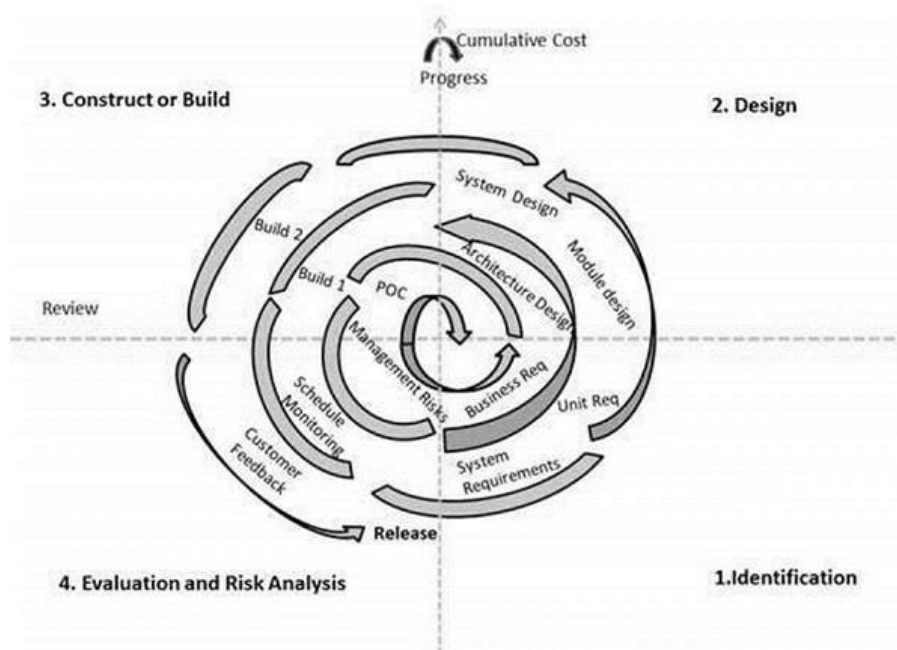 Cumulative Cost
Progress
3. Construct or Build
2. Design
System Design
Build 2
Module design
Architecture Design
Build 1
POC
Review
Management Risks
Business Req
Schedule
Monitoring
Unit Req
Customer
Feedback
System
Requirements
Release
4. Evaluation and Risk Analysis
1.Identification